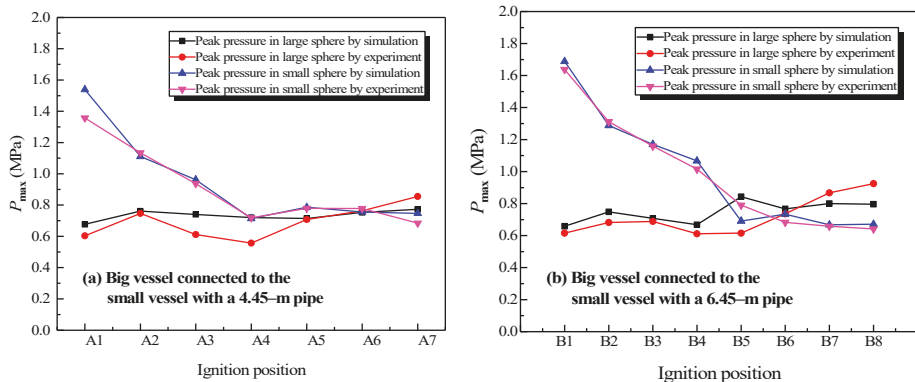 2.0
1.8
1.6
1.4
1.2
1.0
0.8
0.6
0.4
0.2
0.0
P_max (MPa)
Peak pressure in large sphere by simulation
Peak pressure in large sphere by experiment
Peak pressure in small sphere by simulation
Peak pressure in small sphere by experiment
(a) Big vessel connected to the
small vessel with a 4.45–m pipe
A1 A2 A3 A4 A5 A6 A7
Ignition position
2.0
1.8
1.6
1.4
1.2
1.0
0.8
0.6
0.4
0.2
0.0
P_max (MPa)
Peak pressure in large sphere by simulation
Peak pressure in large sphere by experiment
Peak pressure in small sphere by simulation
Peak pressure in small sphere by experiment
(b) Big vessel connected to the
small vessel with a 6.45–m pipe
B1 B2 B3 B4 B5 B6 B7 B8
Ignition position